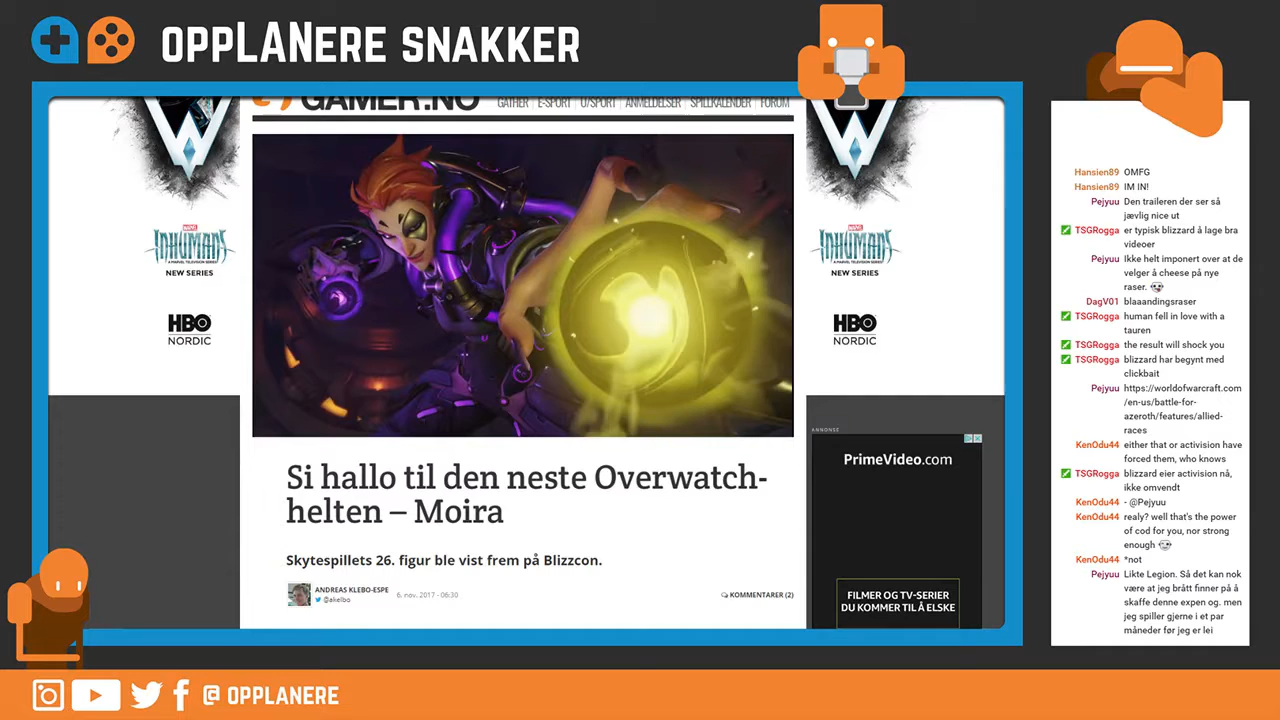 OPPLANERE SNAKKER
GAMER.NO
GATHER E-SPORT U/SPORT ANMELDELSER SPILLKALENDER FORUM
MARVEL
INHUMANS
A MARVEL TELEVISION SERIES
NEW SERIES
HBO
NORDIC
MARVEL
INHUMANS
A MARVEL TELEVISION SERIES
NEW SERIES
HBO
NORDIC
Si hallo til den neste Overwatch-
helten – Moira
Skytespillets 26. figur ble vist frem på Blizzcon.
ANDREAS KLEBO-ESPE
@aklebo
6. nov. 2017 - 06:30
KOMMENTARER (2)
ANNONSE
PrimeVideo.com
FILMER OG TV-SERIER
DU KOMMER TIL Å ELSKE
Hansien89 OMFG
Hansien89 IM IN!
Pejyuu Den traileren der ser så
jævlig nice ut
TSGRogga er typisk blizzard å lage bra
videoer
Pejyuu Ikke helt imponert over at de
velger å cheese på nye
raser.
DagV01 blaaandingsraser
TSGRogga human fell in love with a
tauren
TSGRogga the result will shock you
TSGRogga blizzard har begynt med
clickbait
Pejyuu https://worldofwarcraft.com
/en-us/battle-for-
azeroth/features/allied-
races
KenOdu44 either that or activision have
forced them, who knows
TSGRogga blizzard eier activision nå,
ikke omvendt
KenOdu44 - @Pejyuu
KenOdu44 realy? well that's the power
of cod for you, nor strong
enough
KenOdu44 *not
Pejyuu Likte Legion. Så det kan nok
være at jeg brått finner på å
skaffe denne expen og. men
jeg spiller gjerne i et par
måneder før jeg er lei
@ OPPLANERE